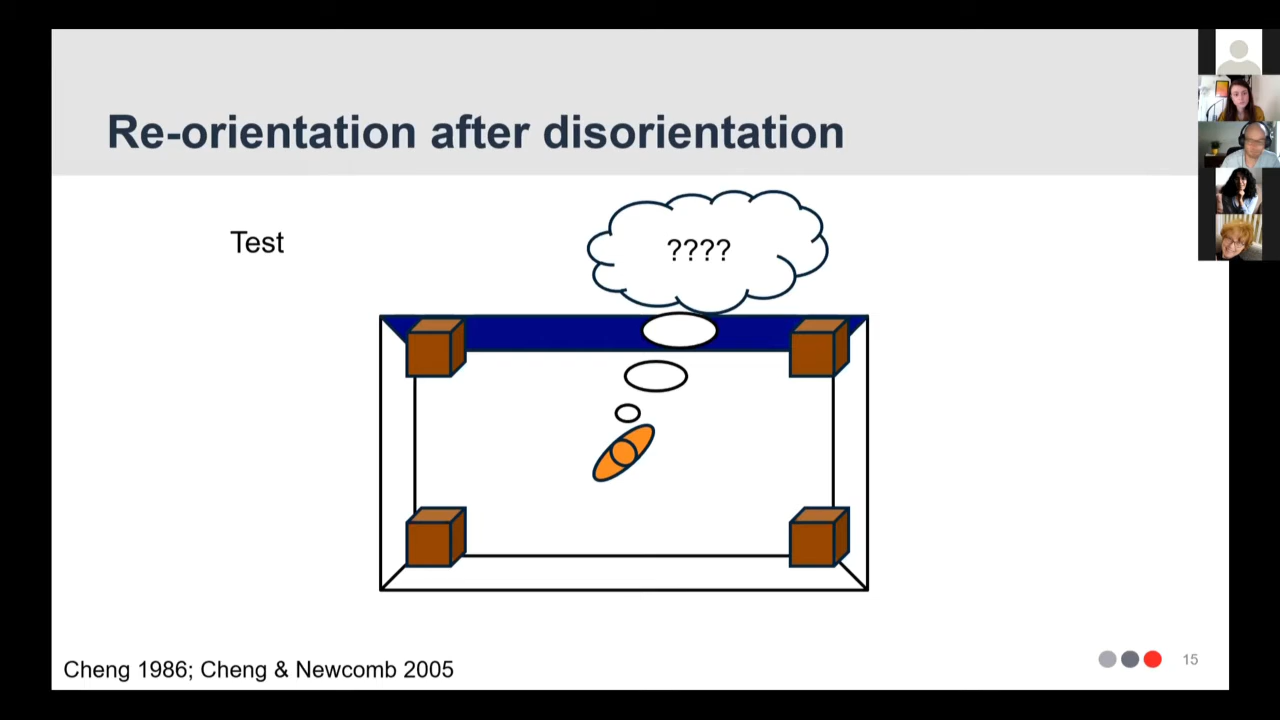 Re-orientation after disorientation
Test
????
Cheng 1986; Cheng & Newcomb 2005
15